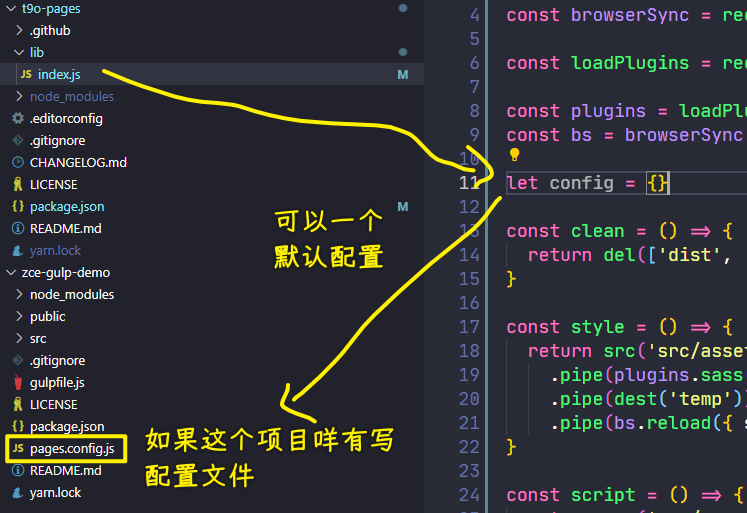 t9o-pages
.github
lib
JS index.js M
node_modules
.editorconfig
.gitignore
CHANGELOG.md
LICENSE
{} package.json M
README.md
yarn.lock
zce-gulp-demo
node_modules
public
src
.gitignore
gulpfile.js
LICENSE
{} package.json
JS pages.config.js
README.md
yarn.lock
可以一个
默认配置
如果这个项目咩有写
配置文件
4 const browserSync = rec
5
6 const loadPlugins = rec
7
8 const plugins = loadPlu
9 const bs = browserSync
10
11 let config = {}
12
13 const clean = () => {
14 return del(['dist',
15 }
16
17 const style = () => {
18 return src('src/asset
19 .pipe(plugins.sass
20 .pipe(dest('temp')
21 .pipe(bs.reload({ s
22 }
23
24 const script = () => {